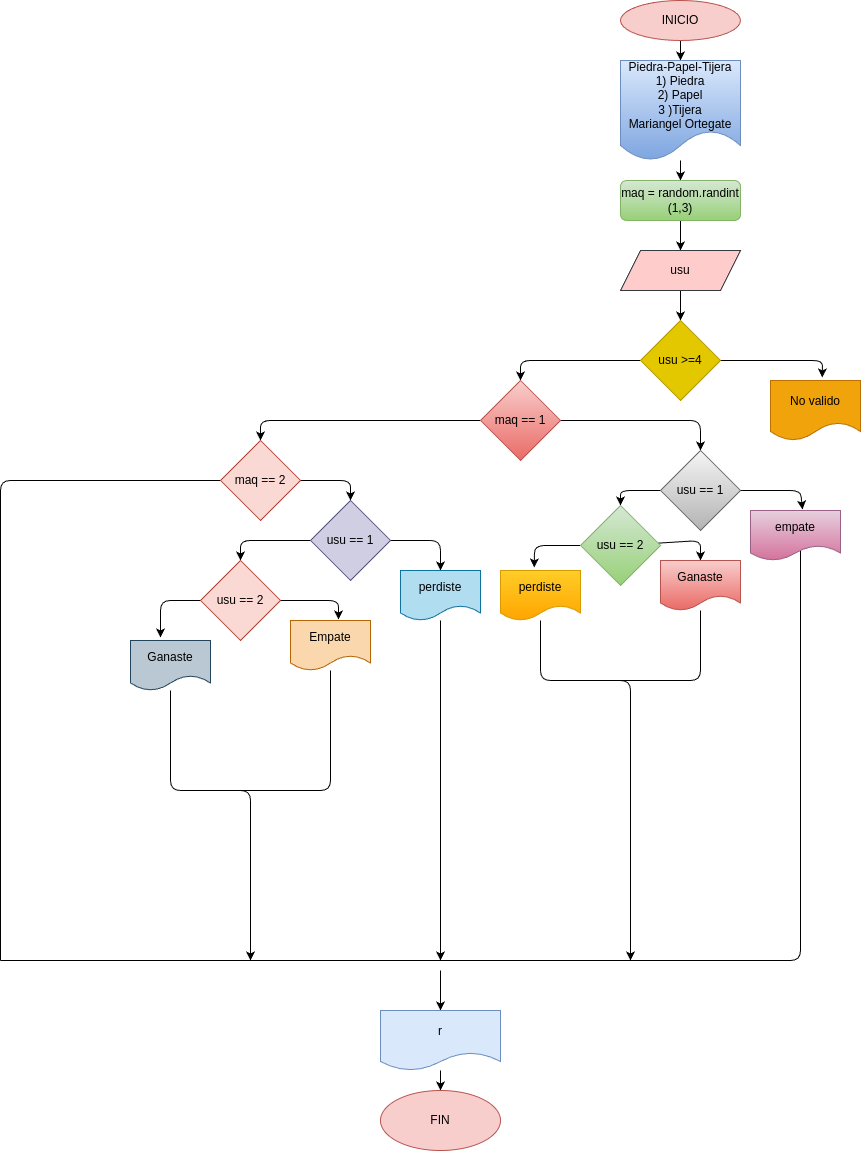 INICIO
Piedra-Papel-Tijera
1) Piedra
2) Papel
3 )Tijera
Mariangel Ortegate
maq = random.randint
(1,3)
usu
usu >=4
No valido
maq == 1
maq == 2
usu == 1
empate
usu == 1
usu == 2
perdiste
perdiste
Ganaste
usu == 2
Ganaste
Empate
r
FIN